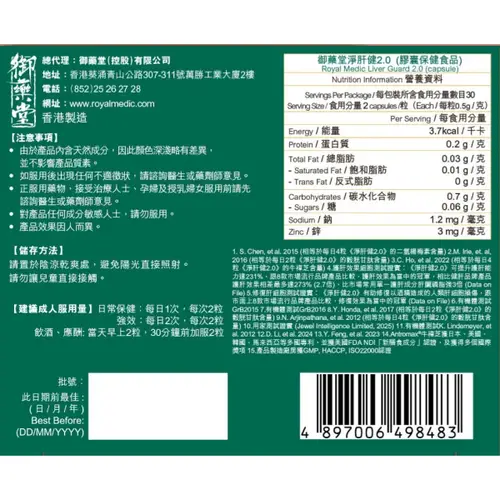 御藥堂
總代理：御藥堂(控股)有限公司
地址：香港葵涌青山公路307-311號萬勝工業大廈2樓
電話：(852)25 26 27 28
網址：www.royalmedic.com
香港製造
【注意事項】
• 由於產品內含天然成分，因此顏色深淺略有差異，
並不影響產品質素。
• 如服用後出現任何不適徵狀，請諮詢醫生或藥劑師意見。
• 正服用藥物、接受治療人士、孕婦及授乳婦女服用前請先
諮詢醫生或藥劑師意見。
• 對產品任何成分敏感人士，請勿服用。
• 產品效果因人而異。
【儲存方法】
請置於陰涼乾爽處，避免陽光直接照射。
請勿讓兒童直接接觸。
【建議成人服用量】日常保健：每日1次，每次2粒
強效：每日2次，每次2粒
飲酒，應酬：當天早上2粒，30分鐘前加服2粒
御藥堂淨肝健2.0（膠囊保健食品）
Royal Medic Liver Guard 2.0 (capsule)
Nutrition Information 營養資料
Servings Per Package / 每包裝所含食用分量數目30
Serving Size / 食用分量 2 capsules/粒 (Each / 每粒0.5g / 克)
Per Serving / 每食用分量
Energy / 能量 3.7kcal / 千卡
Protein / 蛋白質 0.2 g / 克
Total Fat / 總脂肪 0.03 g / 克
- Saturated Fat / 飽和脂肪 0.01 g / 克
- Trans Fat / 反式脂肪 0 g / 克
Carbohydrates / 碳水化合物 0.7 g / 克
- Sugars / 糖 0.06 g / 克
Sodium / 鈉 1.2 mg / 毫克
Zinc / 鋅 3 mg / 毫克
批號：
此日期前最佳：
（日 / 月 / 年）
Best Before:
(DD/MM/YYYY)
4 897006 498483